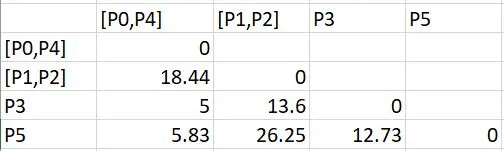 [P0,P4] [P1,P2] P3 P5
[P0,P4] 0
[P1,P2] 18.44 0
P3 5 13.6 0
P5 5.83 26.25 12.73 0